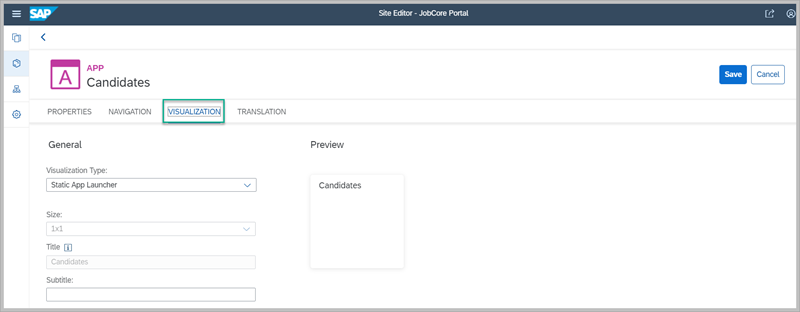 SAP
Site Editor - JobCore Portal
A
APP
Candidates
Save
Cancel
PROPERTIES
NAVIGATION
VISUALIZATION
TRANSLATION
General
Preview
Visualization Type:
Static App Launcher
Candidates
Size:
1x1
Title
Candidates
Subtitle: